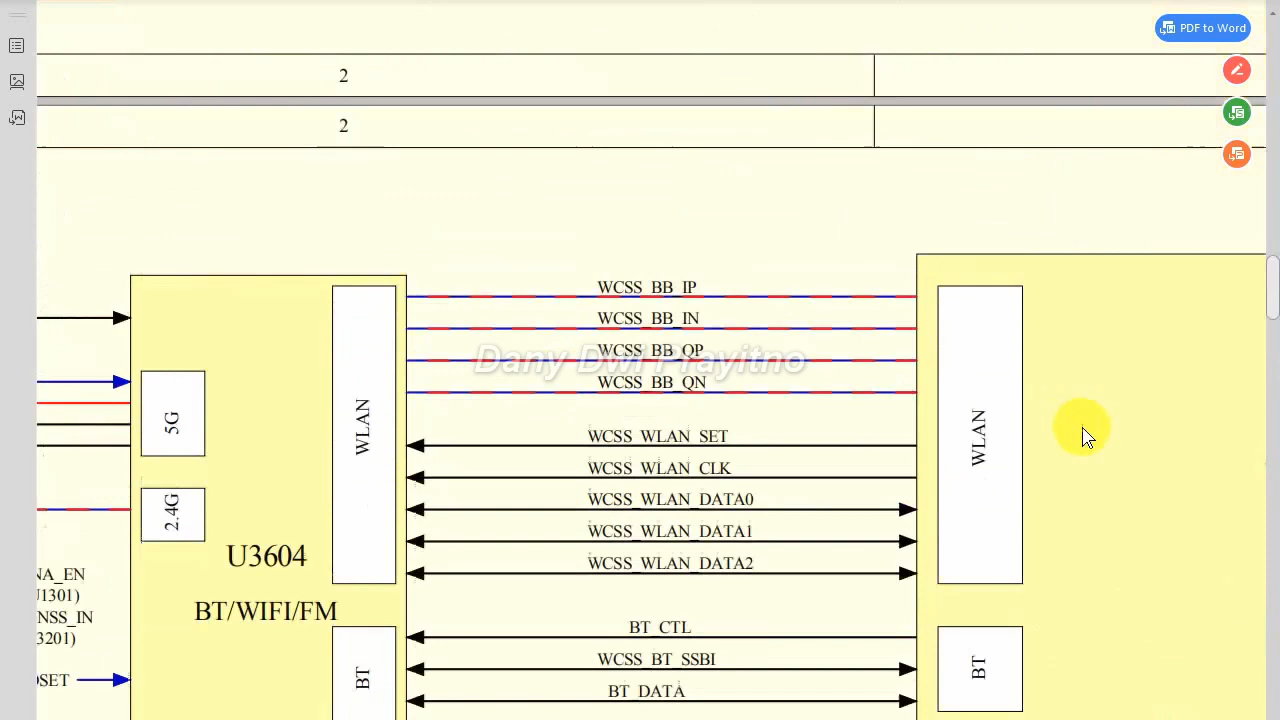 PDF to Word
2
2
WCSS_BB_IP
WCSS_BB_IN
WCSS_BB_QP
Dany Dwi Prayitno
WCSS_BB_QN
5G
WLAN
WLAN
WCSS_WLAN_SET
WCSS_WLAN_CLK
WCSS_WLAN_DATA0
2.4G
WCSS_WLAN_DATA1
U3604
WCSS_WLAN_DATA2
NA_EN
U1301)
BT/WIFI/FM
NSS_IN
BT_CTL
3201)
WCSS_BT_SSBI
BT
BT
OSET
BT_DATA